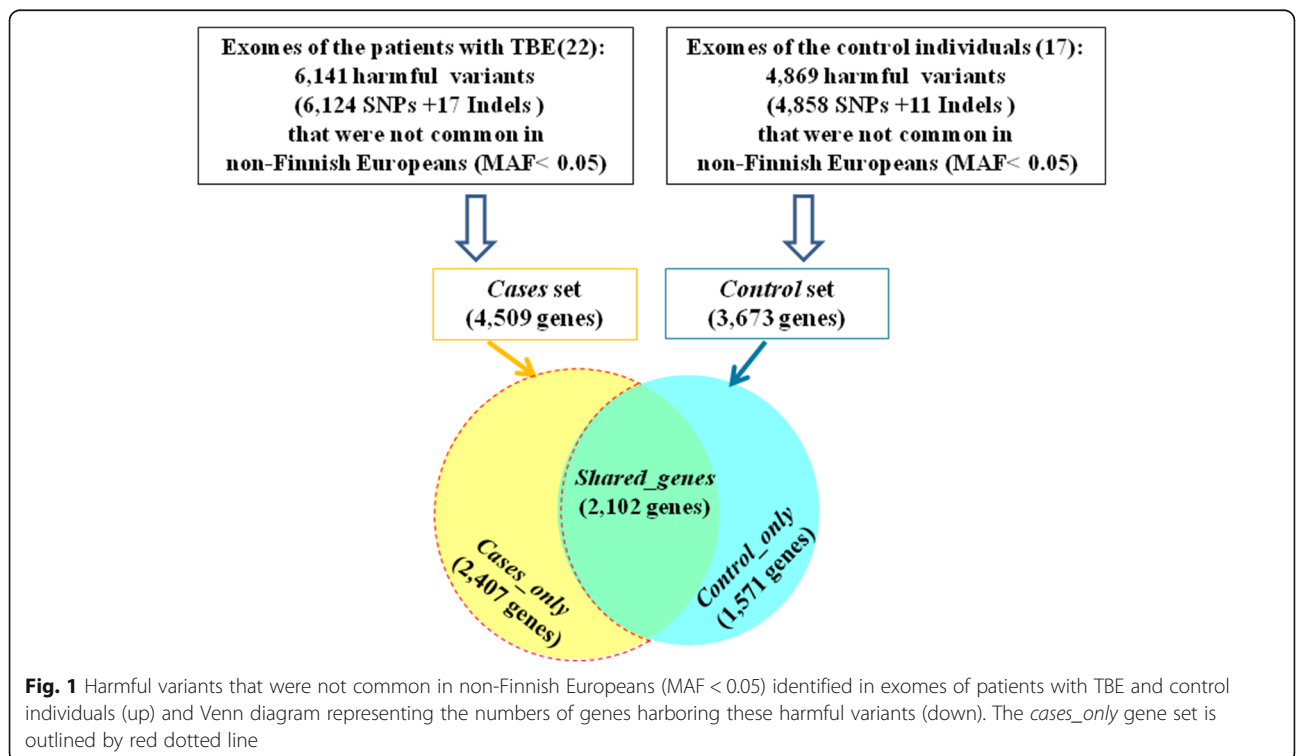 Exomes of the patients with TBE(22):
6,141 harmful variants
(6,124 SNPs +17 Indels )
that were not common in
non-Finnish Europeans (MAF< 0.05)
Exomes of the control individuals (17)
4,869 harmful variants
(4,858 SNPs +11 Indels )
that were not common in
non-Finnish Europeans (MAF< 0.05)
Cases set
(4,509 genes)
Control set
(3,673 genes)
Shared_genes
(2,102 genes)
Cases_only
(2,407 genes)
Control_only
(1,571 genes)
Fig. 1 Harmful variants that were not common in non-Finnish Europeans (MAF < 0.05) identified in exomes of patients with TBE and control
individuals (up) and Venn diagram representing the numbers of genes harboring these harmful variants (down). The cases_only gene set is
outlined by red dotted line